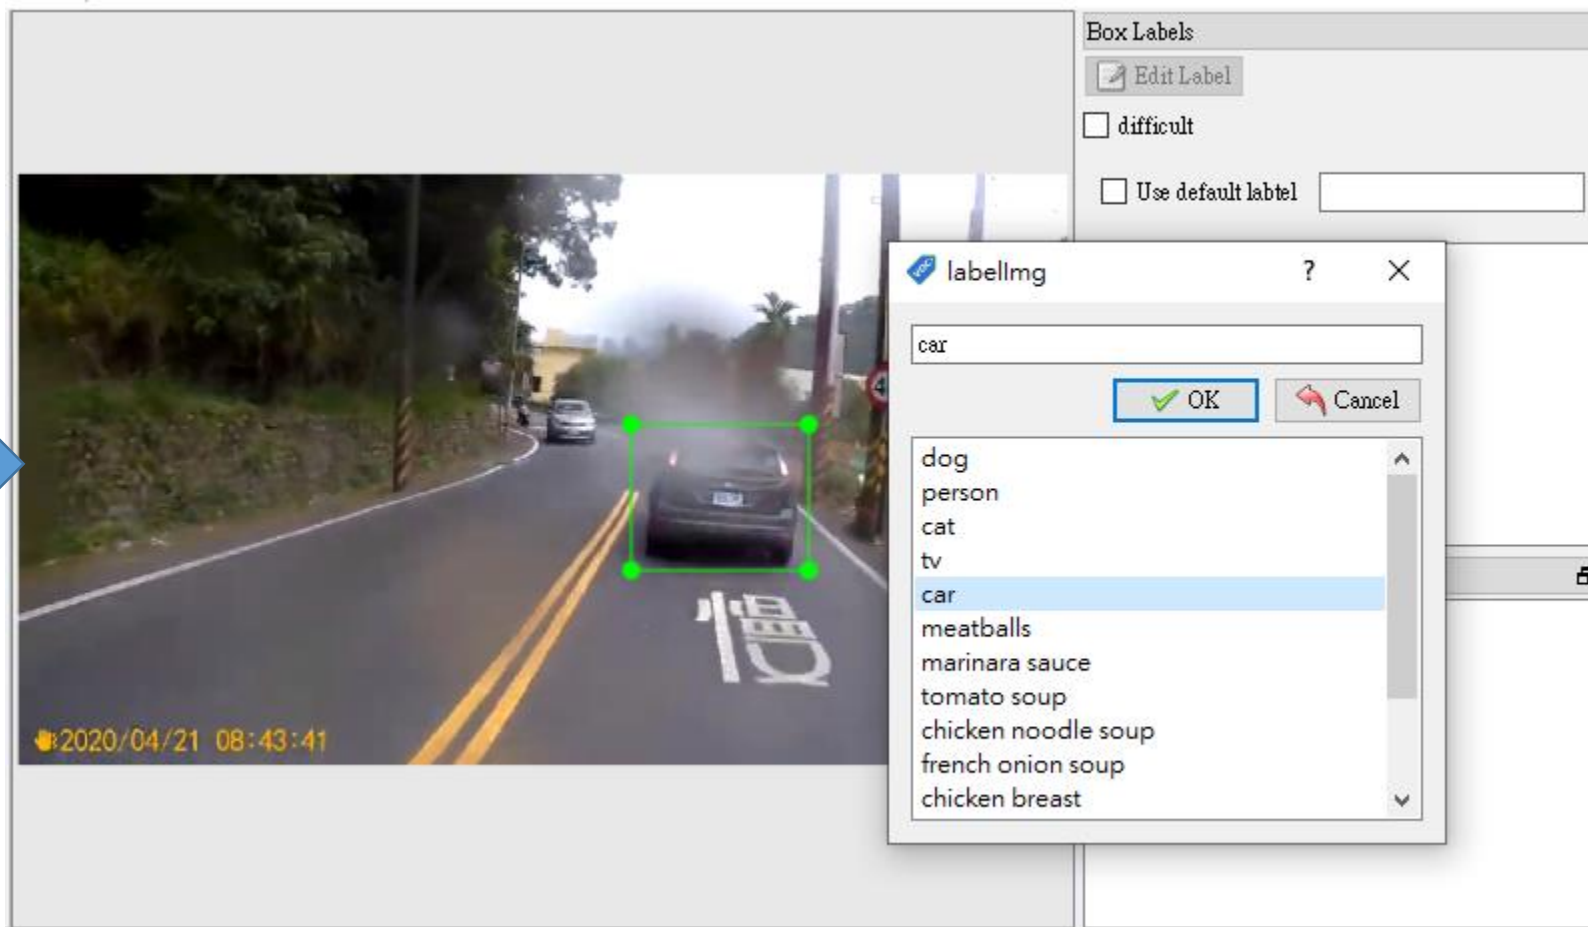 Box Labels
Edit Label
difficult
Use default labtel
labelImg
?
car
OK
Cancel
dog
person
cat
tv
car
meatballs
marinara sauce
tomato soup
chicken noodle soup
french onion soup
chicken breast
4
慢
2020/04/21 08:43:41